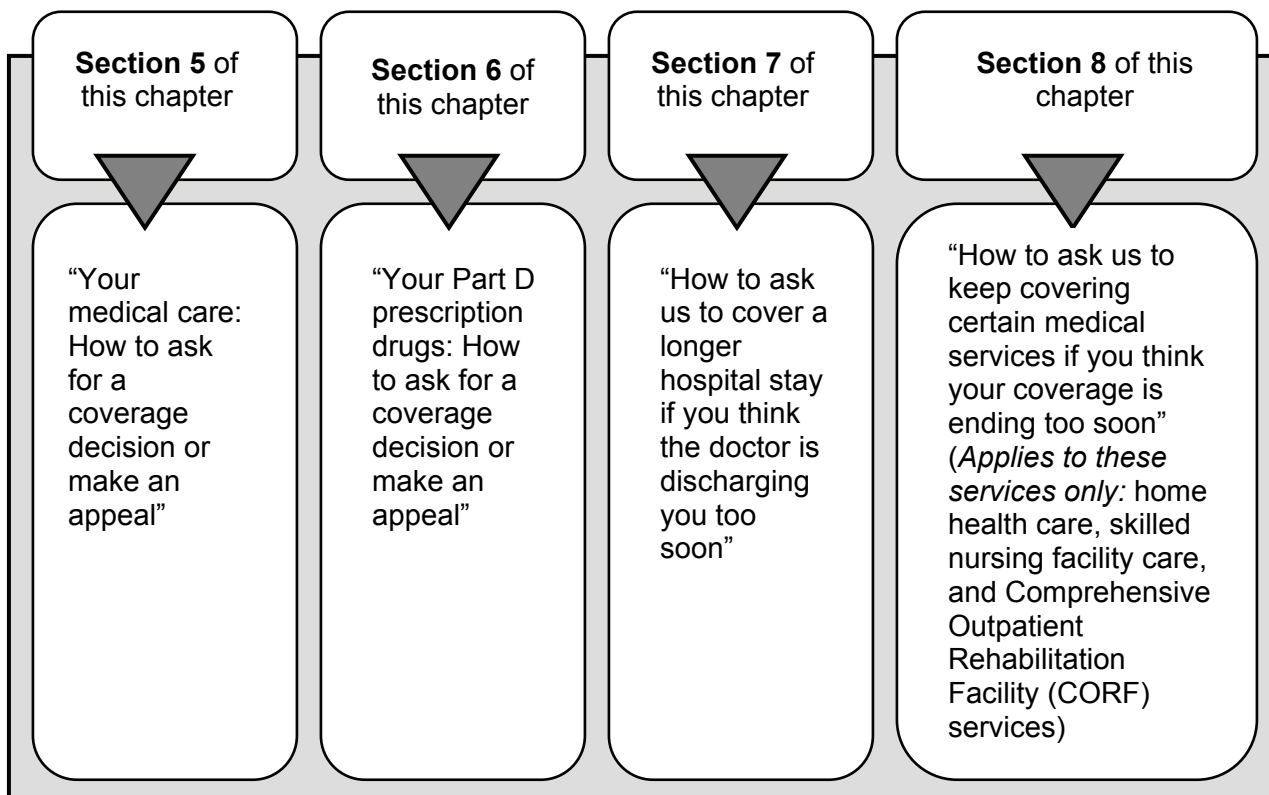 Section 5 of
this chapter
“Your
medical care:
How to ask
for a
coverage
decision or
make an
appeal”
Section 6 of
this chapter
“Your Part D
prescription
drugs: How
to ask for a
coverage
decision or
make an
appeal”
Section 7 of
this chapter
“How to ask
us to cover a
longer
hospital stay
if you think
the doctor is
discharging
you too
soon”
Section 8 of this
chapter
“How to ask us to
keep covering
certain medical
services if you think
your coverage is
ending too soon”
(Applies to these
services only: home
health care, skilled
nursing facility care,
and Comprehensive
Outpatient
Rehabilitation
Facility (CORF)
services)